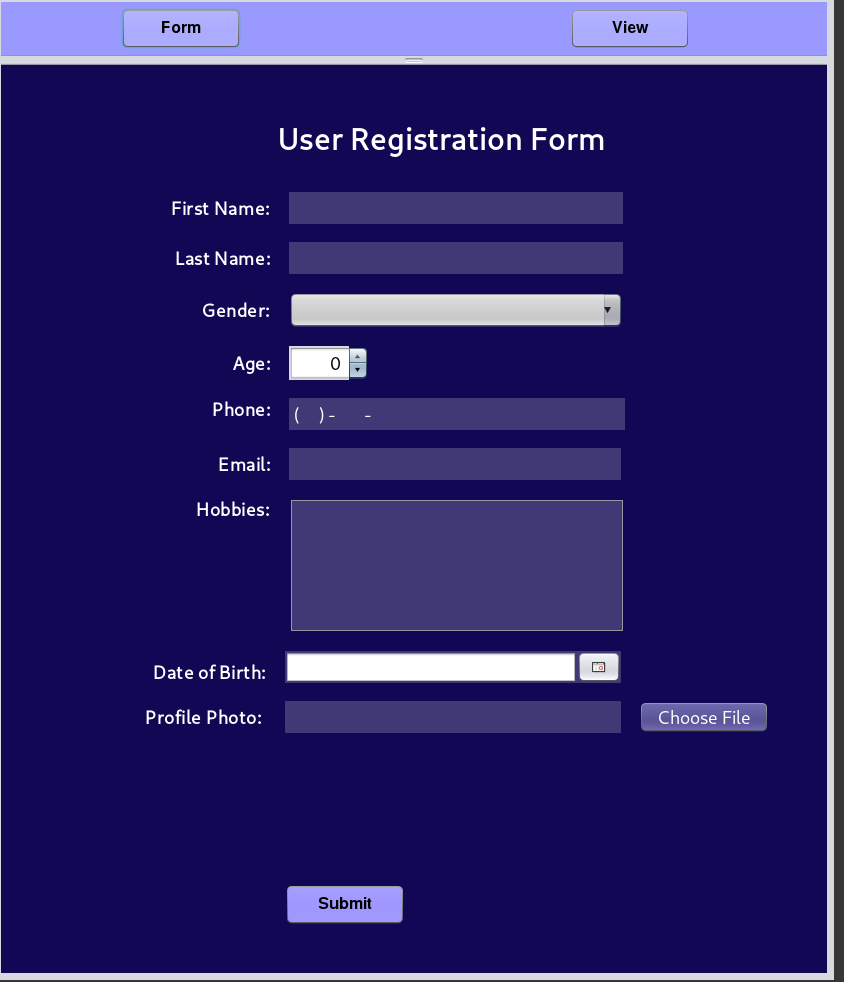 Form View
User Registration Form
First Name:
Last Name:
Gender:
Age: 0
Phone: ( ) - -
Email:
Hobbies:
Date of Birth:
Profile Photo: Choose File
Submit